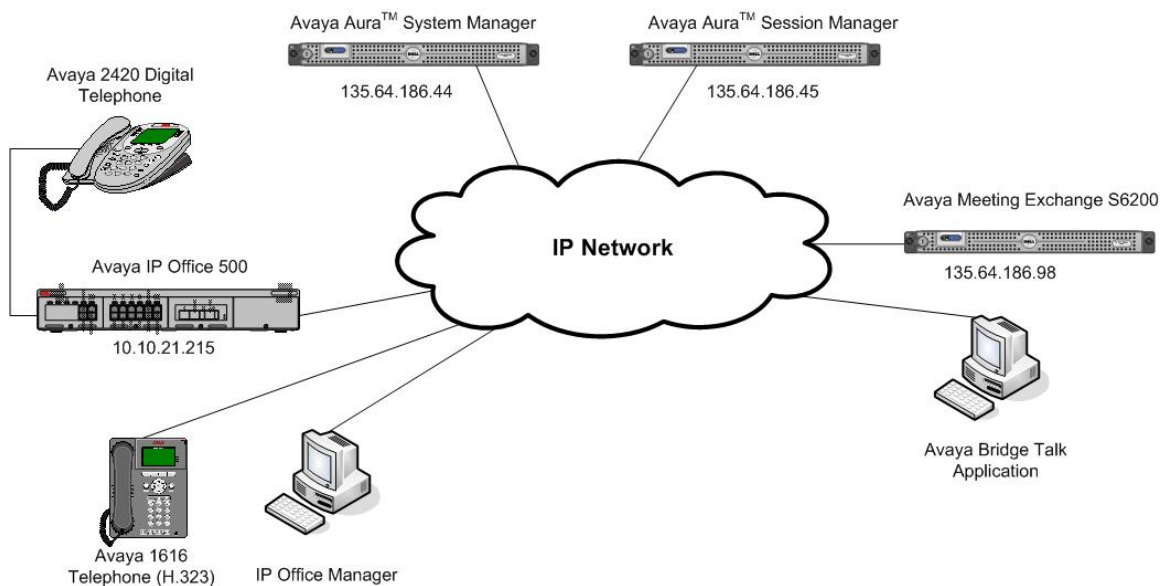 Avaya Aura™ System Manager
135.64.186.44
Avaya Aura™ Session Manager
135.64.186.45
Avaya 2420 Digital
Telephone
Avaya Meeting Exchange S6200
135.64.186.98
IP Network
Avaya IP Office 500
10.10.21.215
Avaya Bridge Talk
Application
Avaya 1616
Telephone (H.323)
IP Office Manager